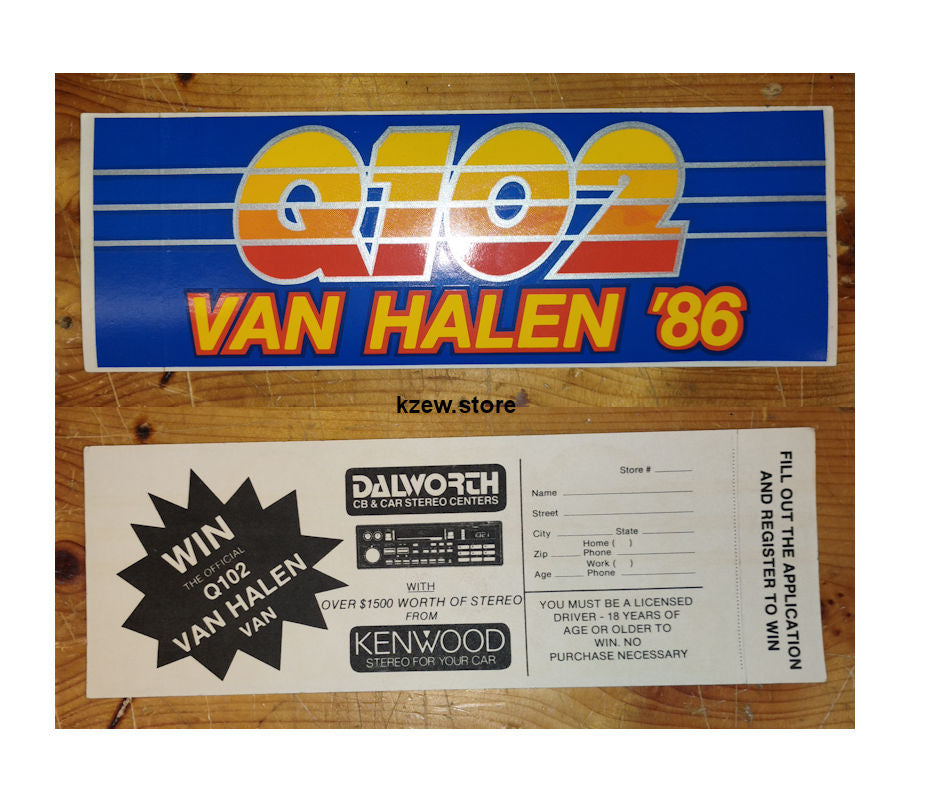 Q102
VAN HALEN '86
kzew.store
WIN
THE OFFICIAL
Q102
VAN HALEN
VAN
DALWORTH
CB & CAR STEREO CENTERS
WITH
OVER $1500 WORTH OF STEREO
FROM
KENWOOD
STEREO FOR YOUR CAR
Store #
Name
Street
City State
Home ( )
Zip Phone
Work ( )
Age Phone
YOU MUST BE A LICENSED
DRIVER - 18 YEARS OF
AGE OR OLDER TO
WIN. NO
PURCHASE NECESSARY
FILL OUT THE APPLICATION
AND REGISTER TO WIN